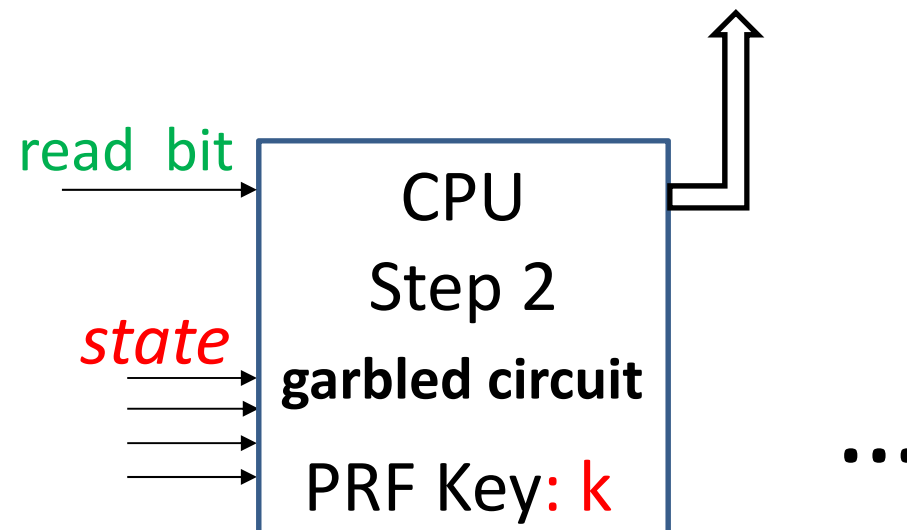 read bit
CPU
Step 2
state
garbled circuit
PRF Key: k
...